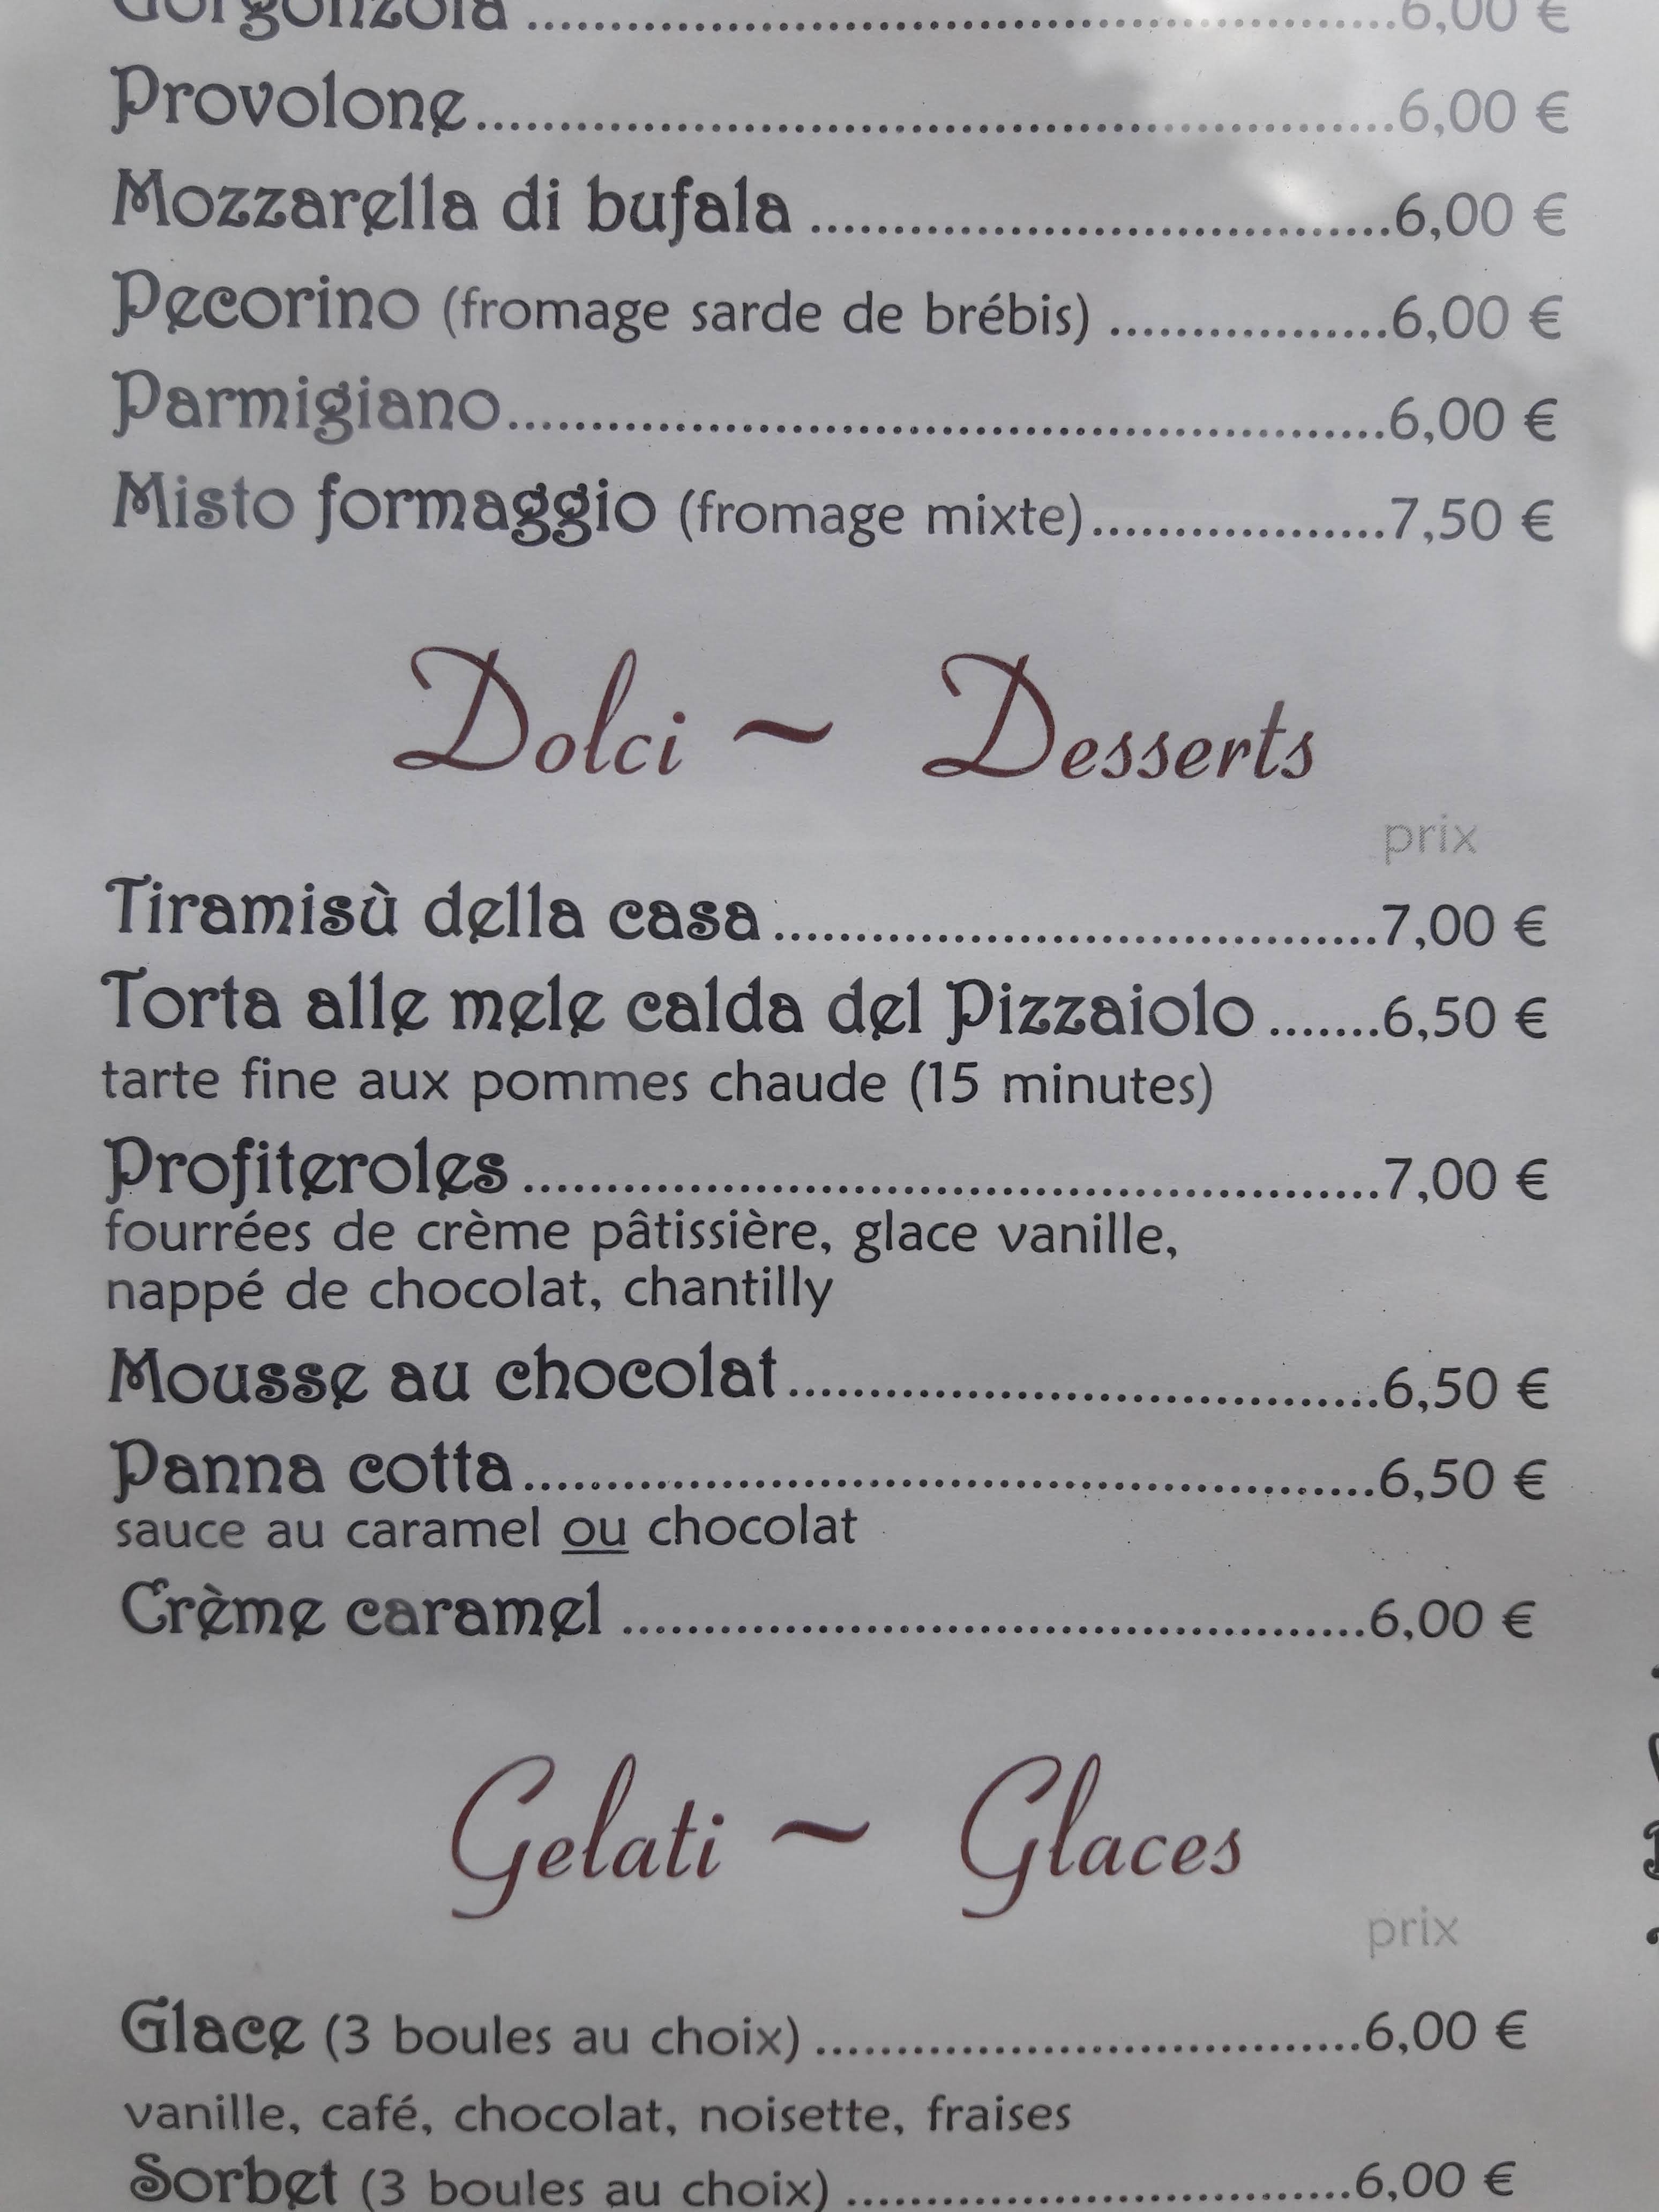 Gorgonzola ..........6,00 €
Provolone..........6,00 €
Mozzarella di bufala ..........6,00 €
Pecorino (fromage sarde de brébis) ..........6,00 €
Parmigiano..........6,00 €
Misto formaggio (fromage mixte)..........7,50 €
Dolci ~ Desserts
prix
Tiramisù della casa..........7,00 €
Torta alle mele calda del Pizzaiolo .......6,50 €
tarte fine aux pommes chaude (15 minutes)
Profiteroles ..........7,00 €
fourrées de crème pâtissière, glace vanille,
nappé de chocolat, chantilly
Mousse au chocolat..........6,50 €
Panna cotta..........6,50 €
sauce au caramel ou chocolat
Crème caramel ..........6,00 €
Gelati ~ Glaces
prix
Glace (3 boules au choix) ..........6,00 €
vanille, café, chocolat, noisette, fraises
Sorbet (3 boules au choix) ..........6,00 €